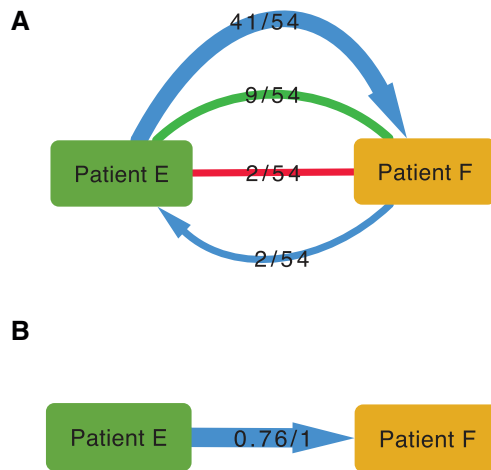 A
41/54
9/54
Patient E
2/54
Patient F
2/54
B
Patient E
0.76/1
Patient F